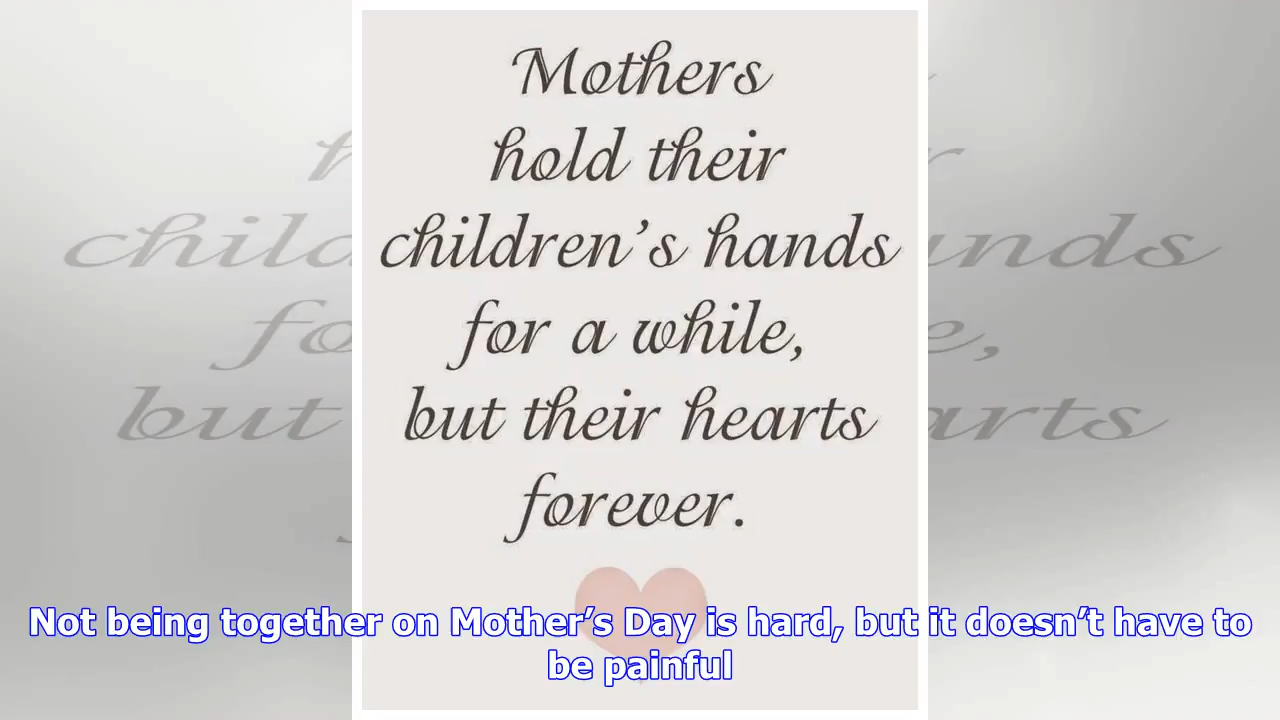 Mothers
hold their
children's hands
for a while,
but their hearts
forever.
Not being together on Mother’s Day is hard, but it doesn’t have to
be painful